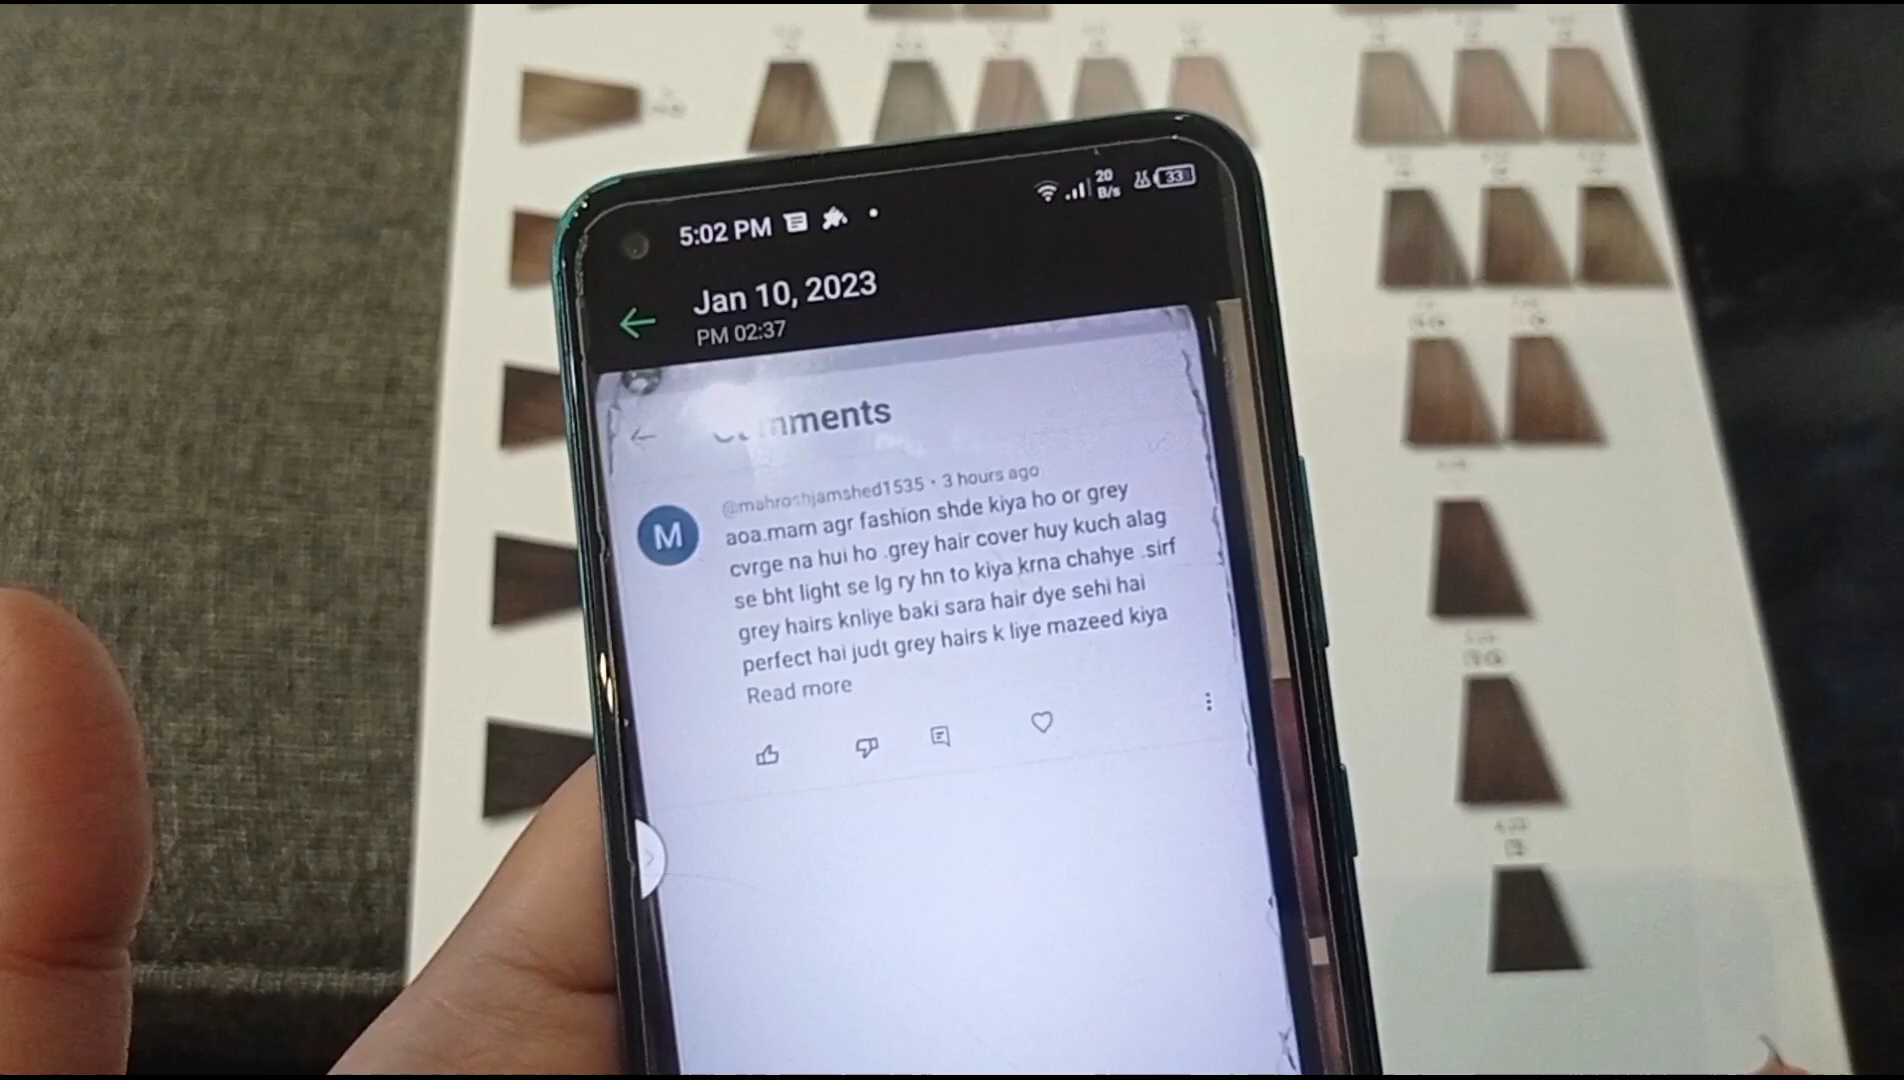 5:02 PM
20
B/s
33
Jan 10, 2023
PM 02:37
mments
@mahroshjamshed1535 · 3 hours ago
M
aoa.mam agr fashion shde kiya ho or grey
cvrge na hui ho .grey hair cover huy kuch alag
se bht light se lg ry hn to kiya krna chahye .sirf
grey hairs knliye baki sara hair dye sehi hai
perfect hai judt grey hairs k liye mazeed kiya
Read more